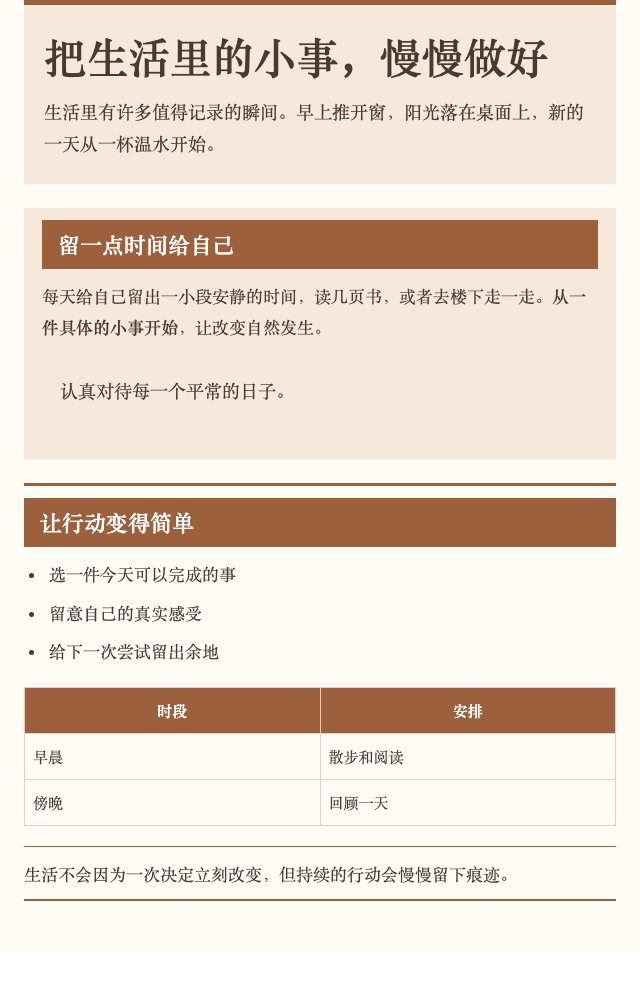 把生活里的小事，慢慢做好
生活里有许多值得记录的瞬间。早上推开窗，阳光落在桌面上，新的
一天从一杯温水开始。
留一点时间给自己
每天给自己留出一小段安静的时间，读几页书，或者去楼下走一走。从一
件具体的小事开始，让改变自然发生。
认真对待每一个平常的日子。
让行动变得简单
• 选一件今天可以完成的事
• 留意自己的真实感受
• 给下一次尝试留出余地
时段 安排
早晨 散步和阅读
傍晚 回顾一天
生活不会因为一次决定立刻改变，但持续的行动会慢慢留下痕迹。